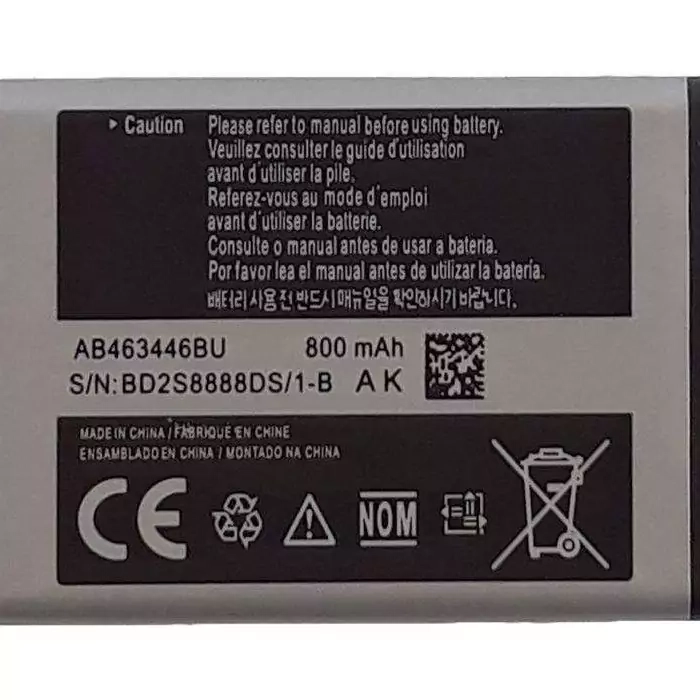 ▸ Caution
Please refer to manual before using battery.
Veuillez consulter le guide d'utilisation
avant d'utiliser la pile.
Referez-vous au mode d'emploi
avant d'utiliser la batterie.
Consulte o manual antes de usar a bateria.
Por favor lea el manual antes de utilizar la batería.
배터리 사용 전 반드시 매뉴얼을 확인하시기 바랍니다.
AB463446BU 800 mAh
S/N:BD2S8888DS/1-B A K
MADE IN CHINA / FABRIQUE EN CHINE
ENSAMBLADO EN CHINA / MONTADO NA CHINA
CE
NOM